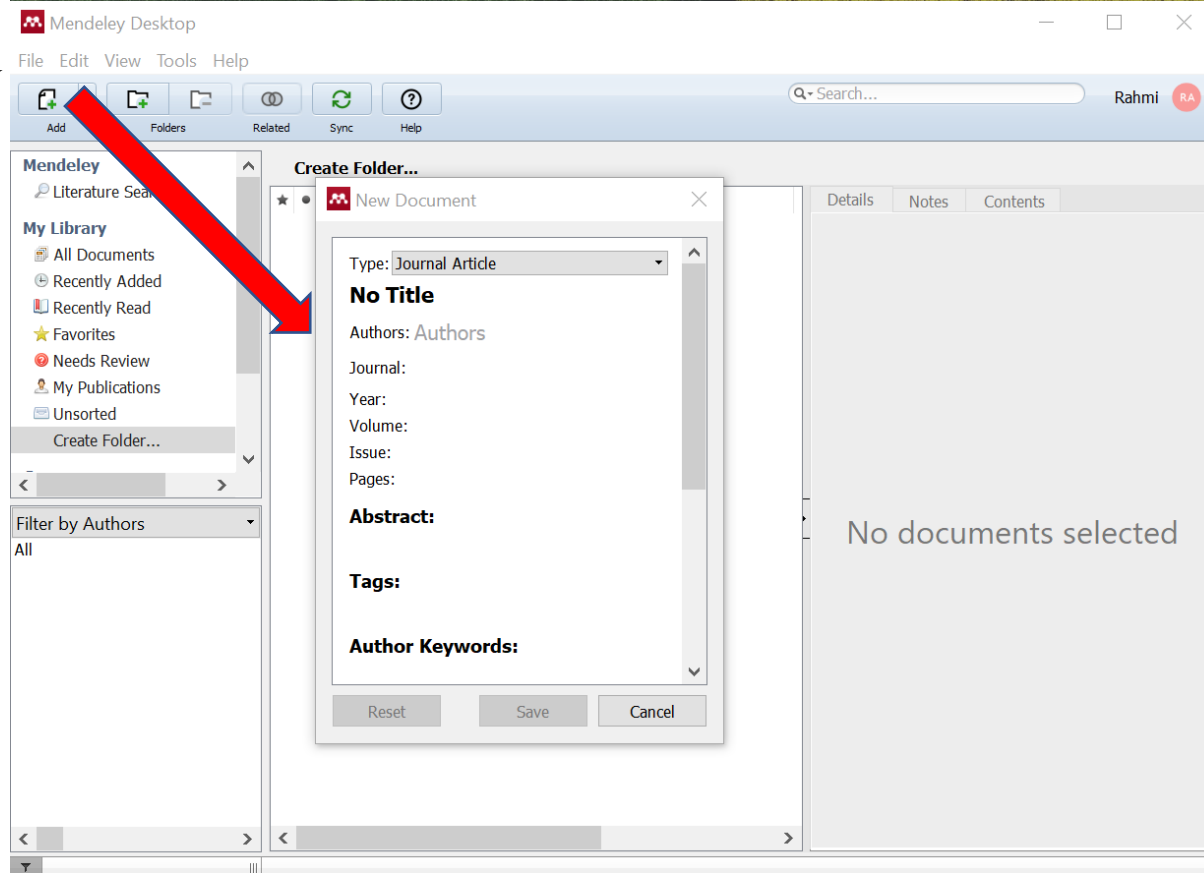 Mendeley Desktop
File Edit View Tools Help
Add Folders Related Sync Help
Search...
Rahmi RA
Mendeley
Literature Sear
My Library
All Documents
Recently Added
Recently Read
Favorites
Needs Review
My Publications
Unsorted
Create Folder...
Filter by Authors
All
Create Folder...
New Document
Type: Journal Article
No Title
Authors: Authors
Journal:
Year:
Volume:
Issue:
Pages:
Abstract:
Tags:
Author Keywords:
Reset Save Cancel
Details Notes Contents
No documents selected